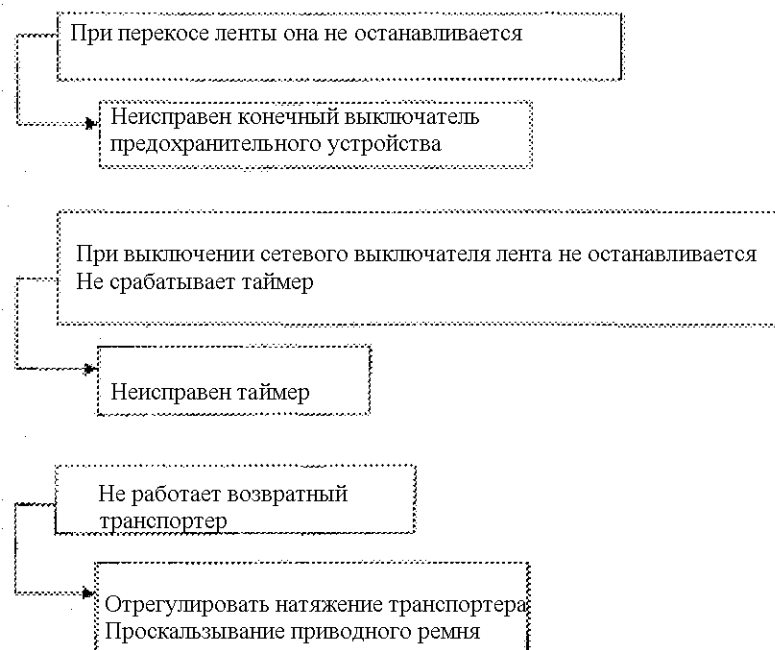 При перекосе ленты она не останавливается
Неисправен конечный выключатель
предохранительного устройства
При выключении сетевого выключателя лента не останавливается
Не срабатывает таймер
Неисправен таймер
Не работает возвратный
транспортер
Отрегулировать натяжение транспортера
Проскальзывание приводного ремня